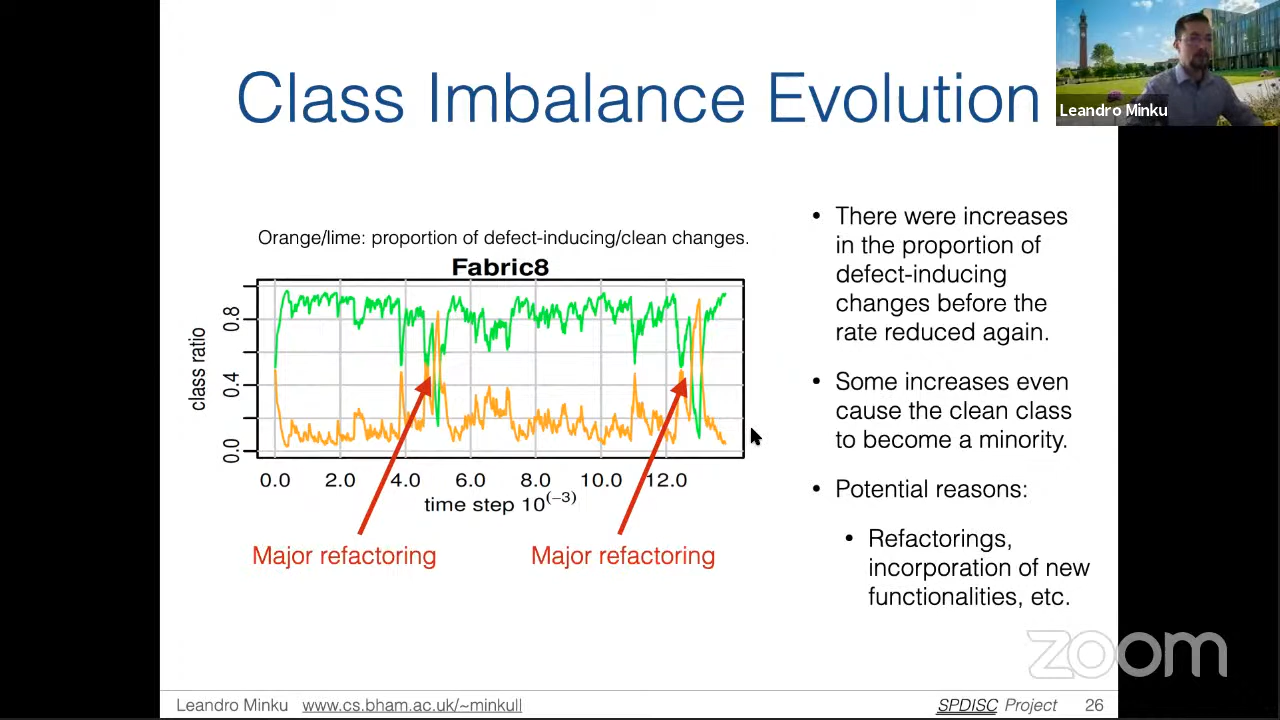 Class Imbalance Evolution
Leandro Minku
Orange/lime: proportion of defect-inducing/clean changes.
Fabric8
class ratio
0.8
0.4
0.0
0.0 2.0 4.0 6.0 8.0 10.0 12.0
time step 10^(−3)
Major refactoring
Major refactoring
• There were increases
in the proportion of
defect-inducing
changes before the
rate reduced again.
• Some increases even
cause the clean class
to become a minority.
• Potential reasons:
• Refactorings,
incorporation of new
functionalities, etc.
zoom
Leandro Minku www.cs.bham.ac.uk/~minkull
SPDISC Project 26